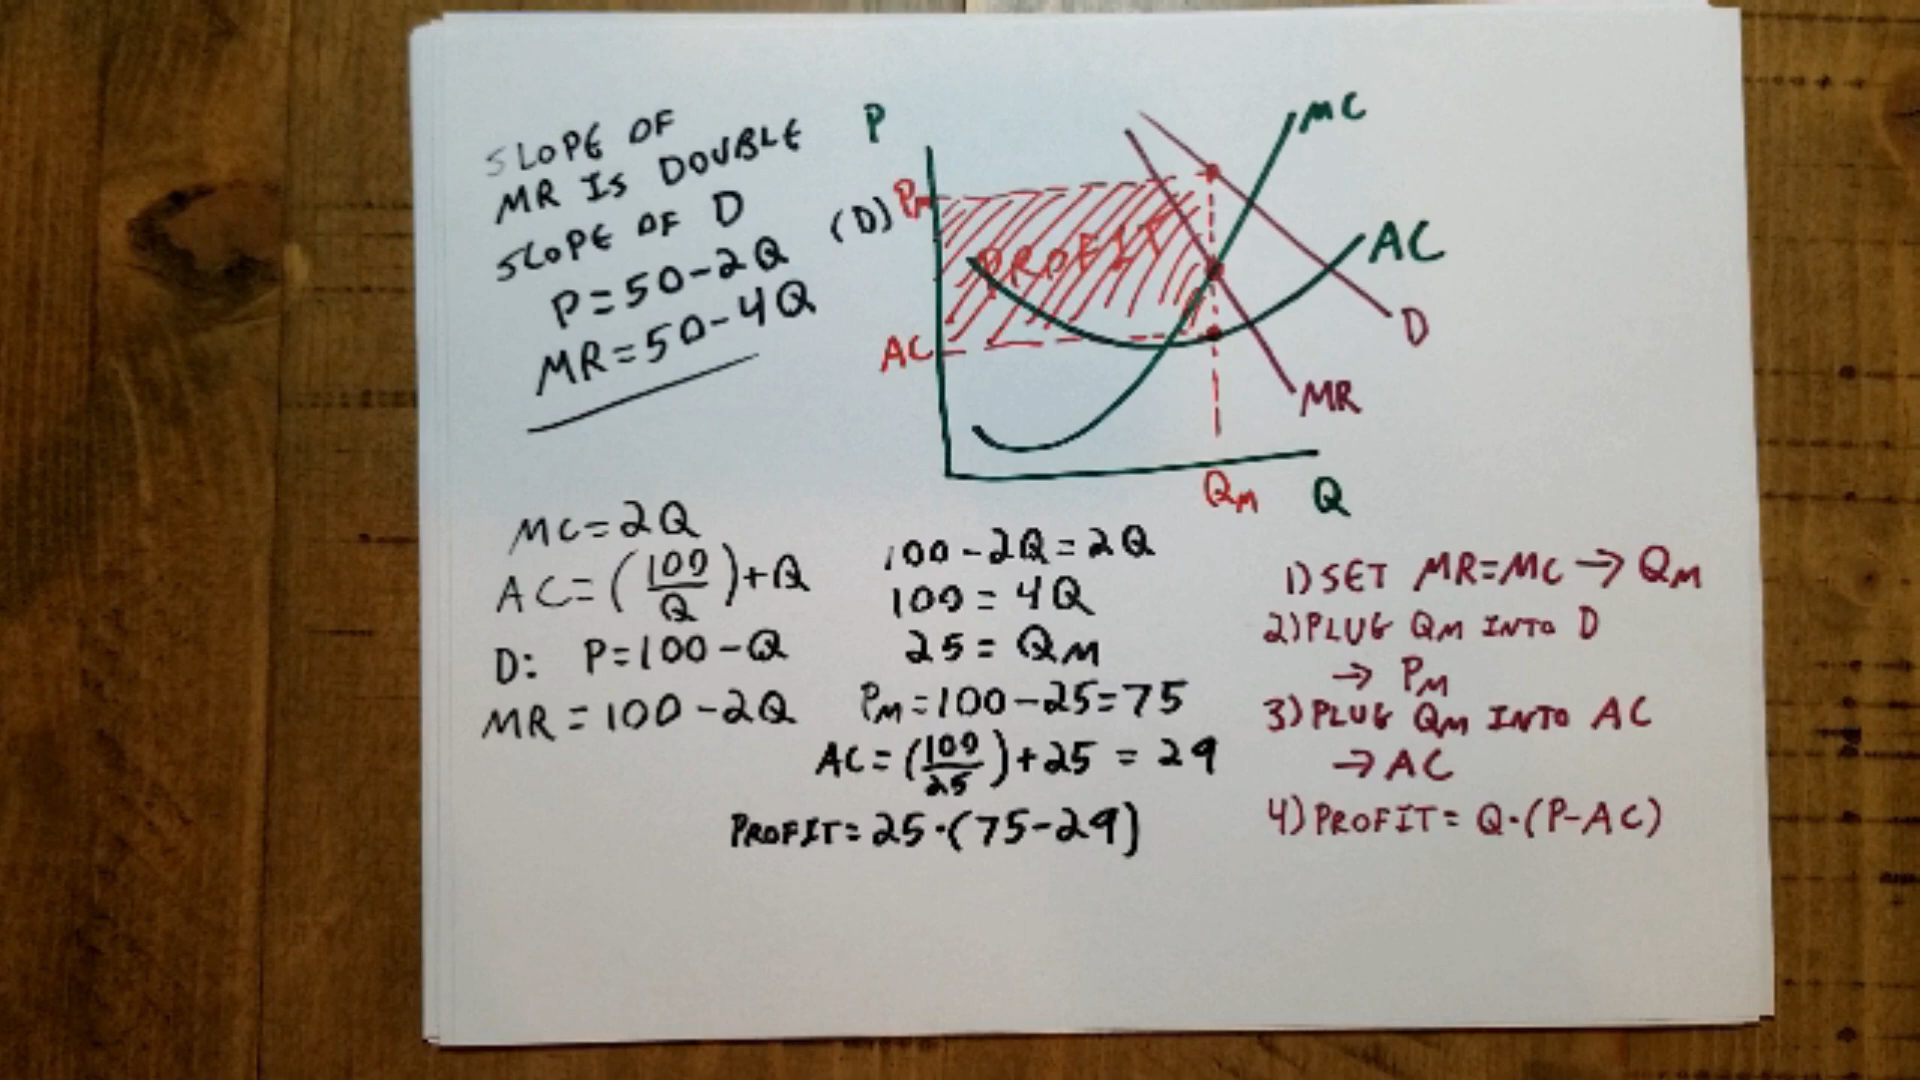 SLOPE OF
MR IS DOUBLE
SLOPE OF D
P=50-2Q (D)
MR=50-4Q
P
PM
AC
PROFIT
MC
AC
D
MR
QM
Q
MC=2Q
AC=(100/Q)+Q
D: P=100-Q
MR=100-2Q
100-2Q=2Q
100=4Q
25=QM
PM=100-25=75
AC=(100/25)+25=29
PROFIT=25·(75-29)
1)SET MR=MC→QM
2)PLUG QM INTO D
→ PM
3)PLUG QM INTO AC
→AC
4)PROFIT=Q·(P-AC)